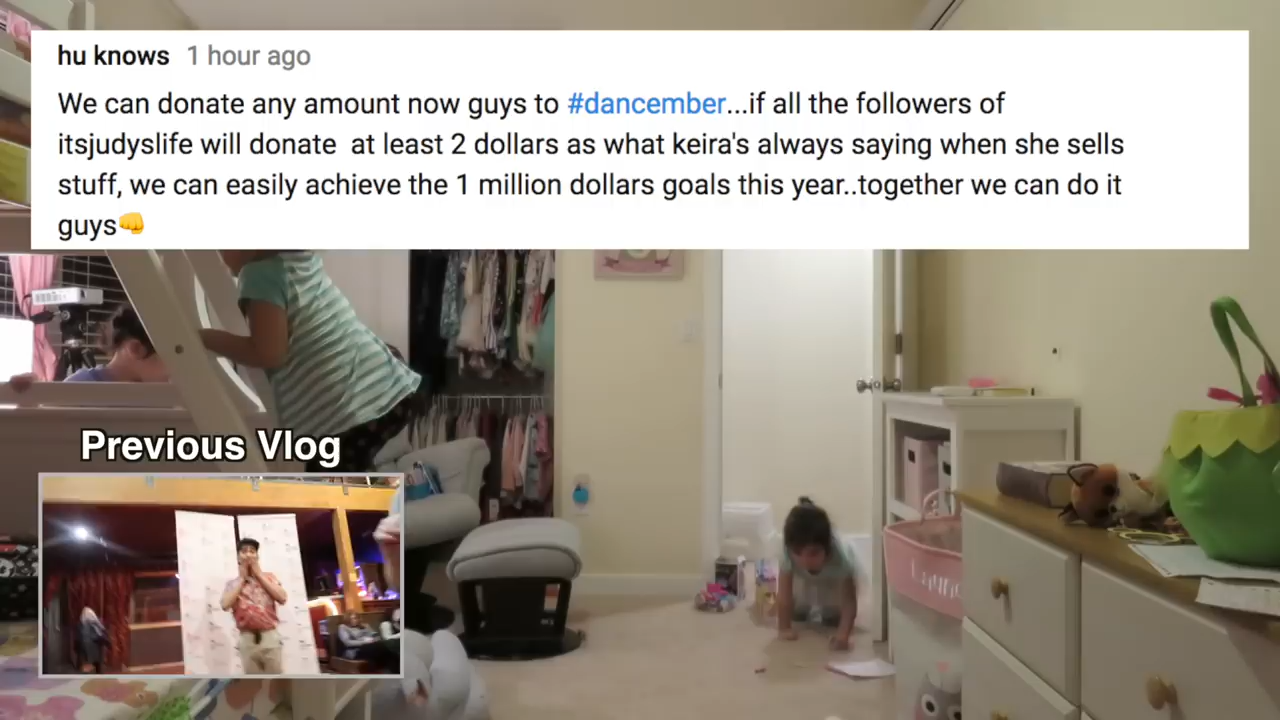 hu knows 1 hour ago
We can donate any amount now guys to #dancember...if all the followers of
itsjudyslife will donate  at least 2 dollars as what keira's always saying when she sells
stuff, we can easily achieve the 1 million dollars goals this year..together we can do it
guys👊
Previous Vlog